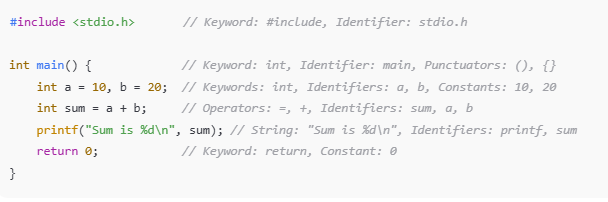 #include <stdio.h> // Keyword: #include, Identifier: stdio.h
int main() { // Keyword: int, Identifier: main, Punctuators: (), {}
int a = 10, b = 20; // Keywords: int, Identifiers: a, b, Constants: 10, 20
int sum = a + b; // Operators: =, +, Identifiers: sum, a, b
printf("Sum is %d\n", sum); // String: "Sum is %d\n", Identifiers: printf, sum
return 0; // Keyword: return, Constant: 0
}